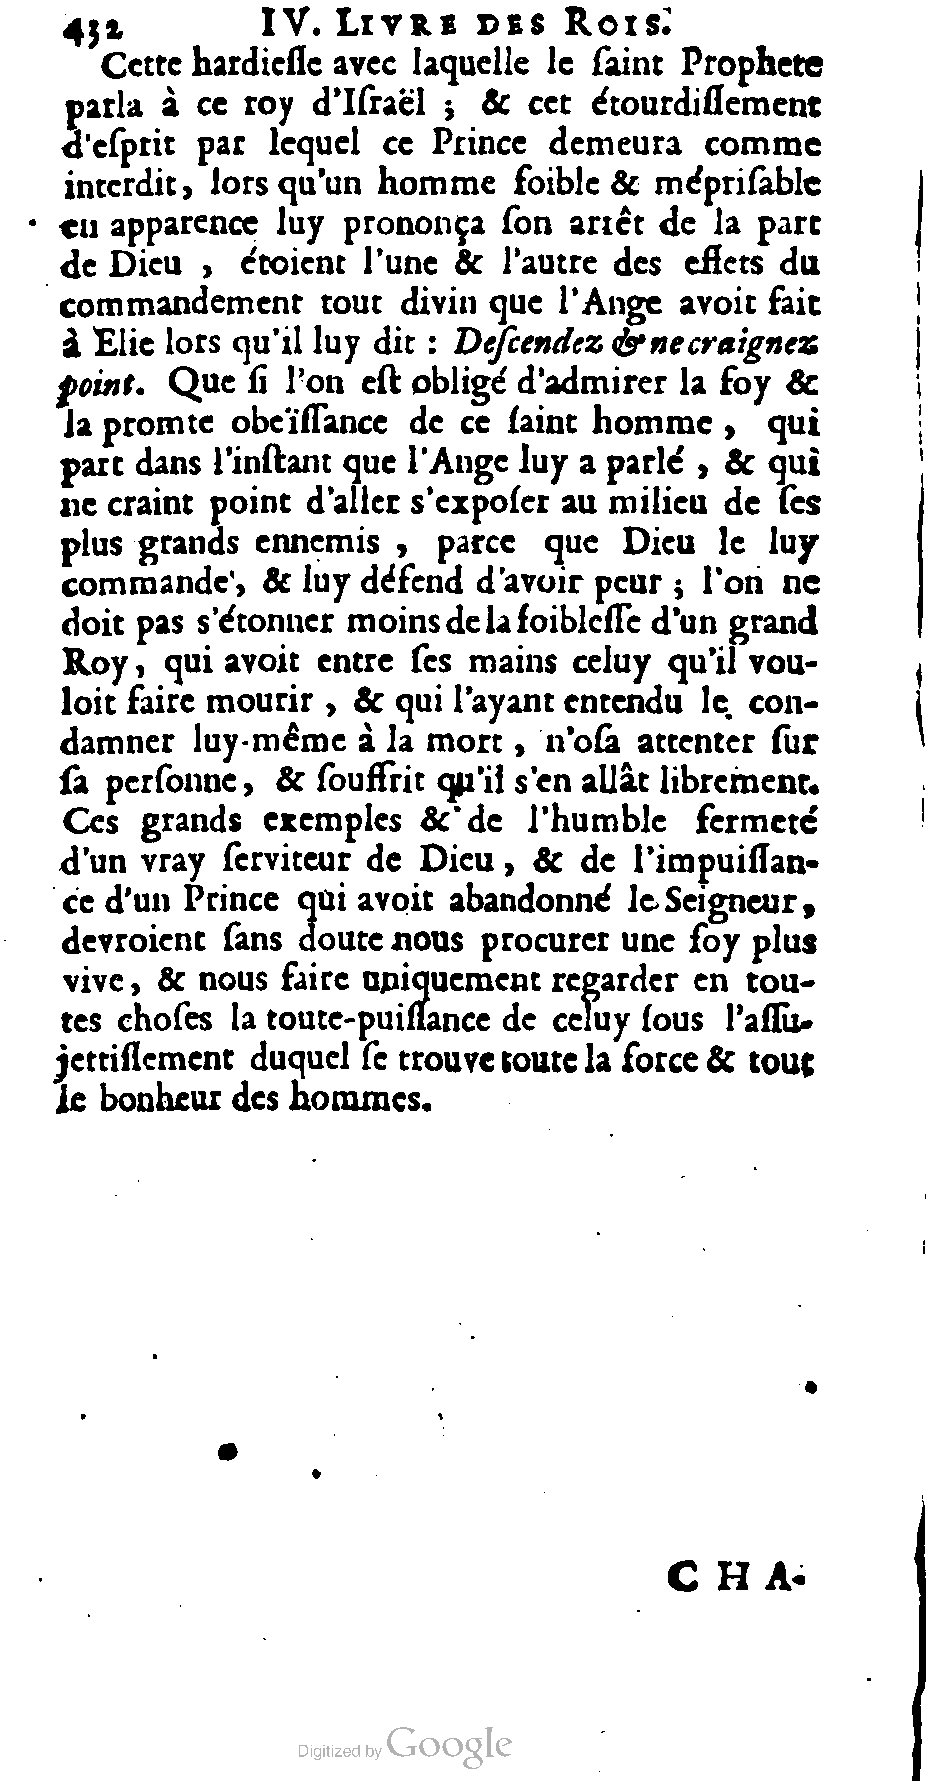 432 IV. LIVRE DES ROIS.
Cette hardieſſe avec laquelle le ſaint Prophete
parla à ce roy d'Iſraël ; & cet étourdiſſement
d'eſprit par lequel ce Prince demeura comme
interdit, lors qu'un homme foible & mépriſable
en apparence luy prononça ſon arrêt de la part
de Dieu , étoient l'une & l'autre des effets du
commandement tout divin que l'Ange avoit fait
à Elie lors qu'il luy dit : Deſcendez & ne craignez
point. Que ſi l'on eſt obligé d'admirer la foy &
la promte obeïſſance de ce ſaint homme , qui
part dans l'inſtant que l'Ange luy a parlé , & qui
ne craint point d'aller s'expoſer au milieu de ſes
plus grands ennemis , parce que Dieu le luy
commande, & luy défend d'avoir peur ; l'on ne
doit pas s'étonner moins de la foibleſſe d'un grand
Roy, qui avoit entre ſes mains celuy qu'il vou-
loit faire mourir , & qui l'ayant entendu le con-
damner luy-même à la mort , n'oſa attenter ſur
ſa perſonne, & ſouffrit qu'il s'en allât librement.
Ces grands exemples & de l'humble fermeté
d'un vray ſerviteur de Dieu, & de l'impuiſſan-
ce d'un Prince qui avoit abandonné le Seigneur,
devroient ſans doute nous procurer une foy plus
vive, & nous faire uniquement regarder en tou-
tes choſes la toute-puiſſance de celuy ſous l'aſſu-
jettiſſement duquel ſe trouve toute la force & tout
le bonheur des hommes.
CHA-
Digitized by Google